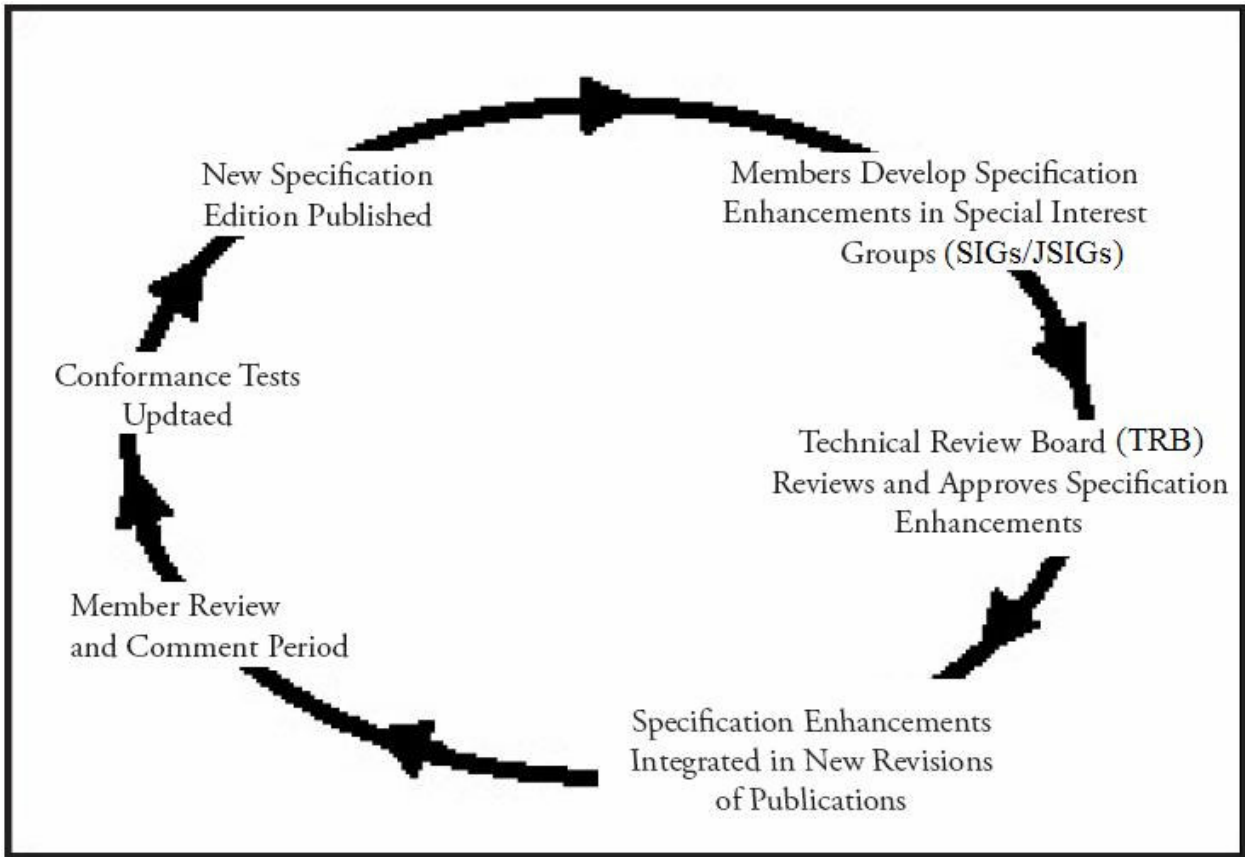 New Specification
Edition Published
Members Develop Specification
Enhancements in Special Interest
Groups (SIGs/JSIGs)
Technical Review Board (TRB)
Reviews and Approves Specification
Enhancements
Specification Enhancements
Integrated in New Revisions
of Publications
Member Review
and Comment Period
Conformance Tests
Updtaed